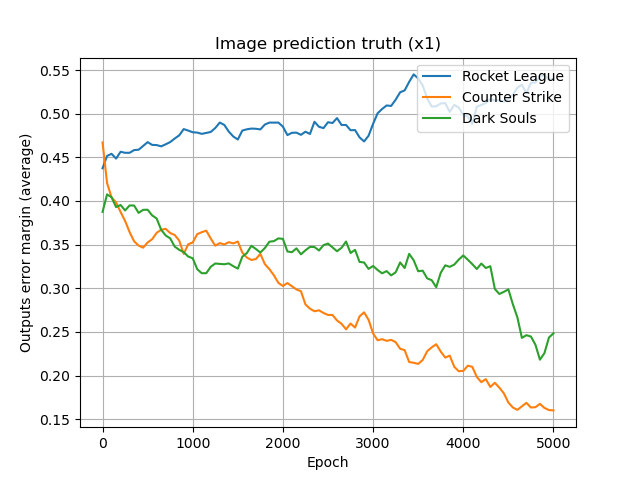 Image prediction truth (x1)
Rocket League
Counter Strike
Dark Souls
Outputs error margin (average)
0.55
0.50
0.45
0.40
0.35
0.30
0.25
0.20
0.15
0
1000
2000
3000
4000
5000
Epoch